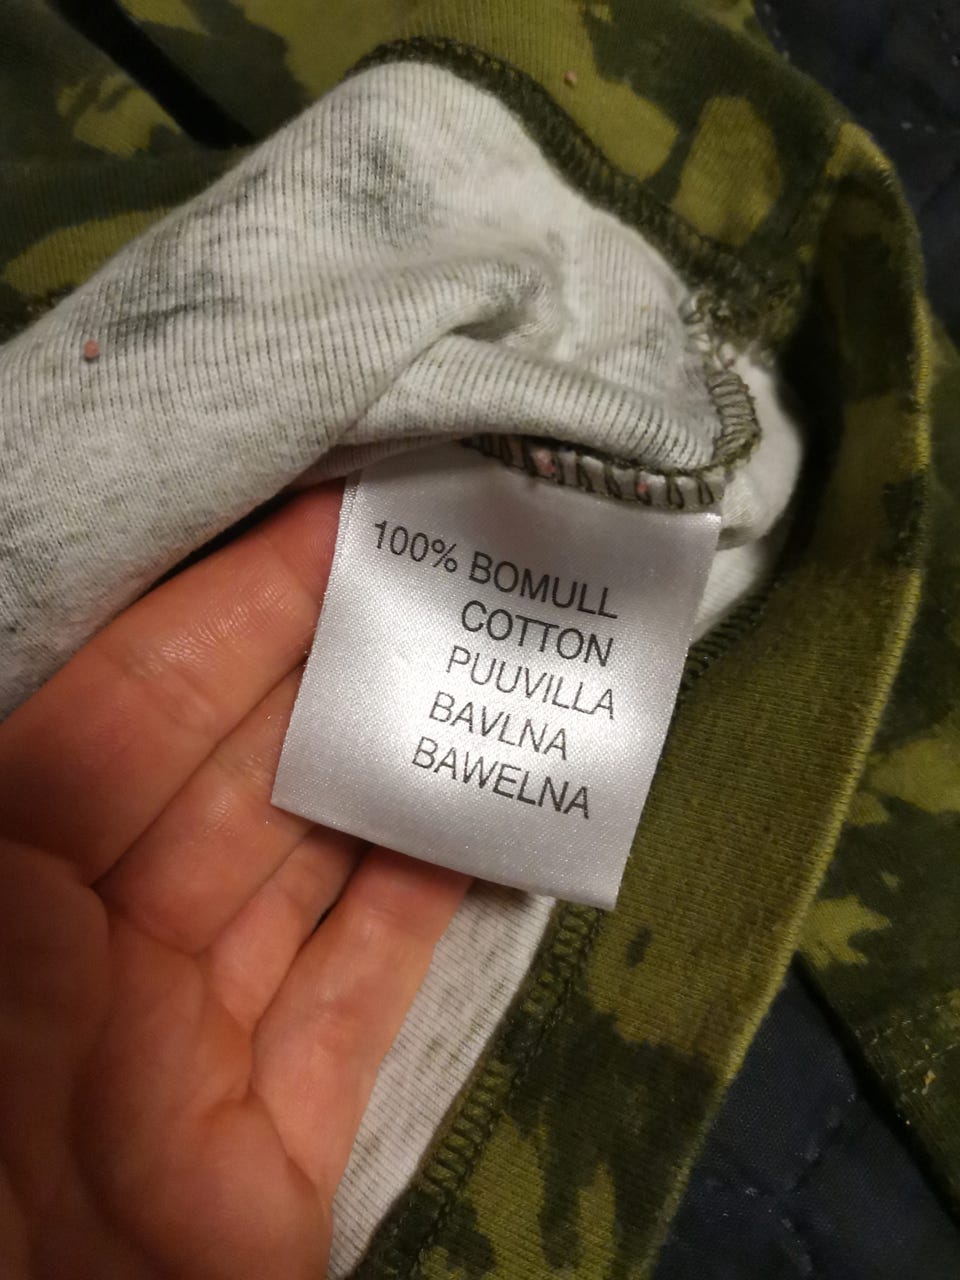 100% BOMULL
COTTON
PUUVILLA
BAVLNA
BAWELNA